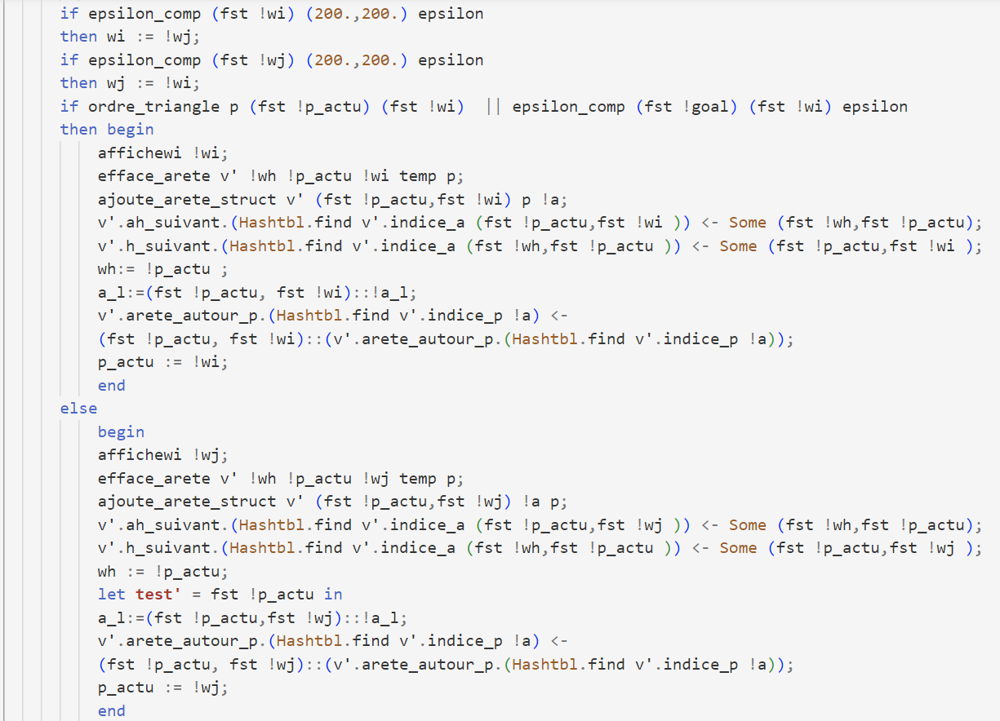 if epsilon_comp (fst !wi) (200.,200.) epsilon
then wi := !wj;
if epsilon_comp (fst !wj) (200.,200.) epsilon
then wj := !wi;
if ordre_triangle p (fst !p_actu) (fst !wi)  || epsilon_comp (fst !goal) (fst !wi) epsilon
then begin
    affichewi !wi;
    efface_arete v' !wh !p_actu !wi temp p;
    ajoute_arete_struct v' (fst !p_actu,fst !wi) p !a;
    v'.ah_suivant.(Hashtbl.find v'.indice_a (fst !p_actu,fst !wi )) <- Some (fst !wh,fst !p_actu);
    v'.h_suivant.(Hashtbl.find v'.indice_a (fst !wh,fst !p_actu )) <- Some (fst !p_actu,fst !wi );
    wh:= !p_actu ;
    a_l:=(fst !p_actu, fst !wi)::!a_l;
    v'.arete_autour_p.(Hashtbl.find v'.indice_p !a) <-
    (fst !p_actu, fst !wi)::(v'.arete_autour_p.(Hashtbl.find v'.indice_p !a));
    p_actu := !wi;
    end
else
    begin
    affichewi !wj;
    efface_arete v' !wh !p_actu !wj temp p;
    ajoute_arete_struct v' (fst !p_actu,fst !wj) !a p;
    v'.ah_suivant.(Hashtbl.find v'.indice_a (fst !p_actu,fst !wj )) <- Some (fst !wh,fst !p_actu);
    v'.h_suivant.(Hashtbl.find v'.indice_a (fst !wh,fst !p_actu )) <- Some (fst !p_actu,fst !wj );
    wh := !p_actu;
    let test' = fst !p_actu in
    a_l:=(fst !p_actu,fst !wj)::!a_l;
    v'.arete_autour_p.(Hashtbl.find v'.indice_p !a) <-
    (fst !p_actu, fst !wj)::(v'.arete_autour_p.(Hashtbl.find v'.indice_p !a));
    p_actu := !wj;
    end